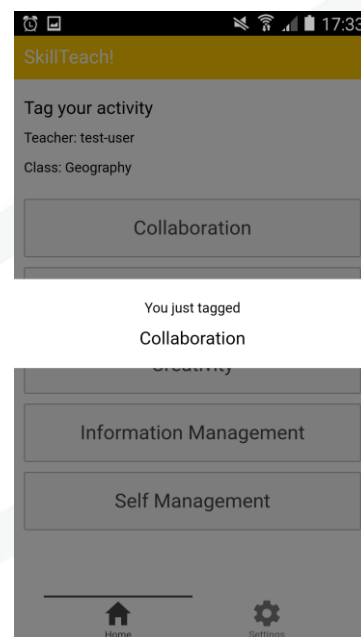 17:33
SkillTeach!
Tag your activity
Teacher: test-user
Class: Geography
Collaboration
You just tagged
Collaboration
Creativity
Information Management
Self Management
Home
Settings